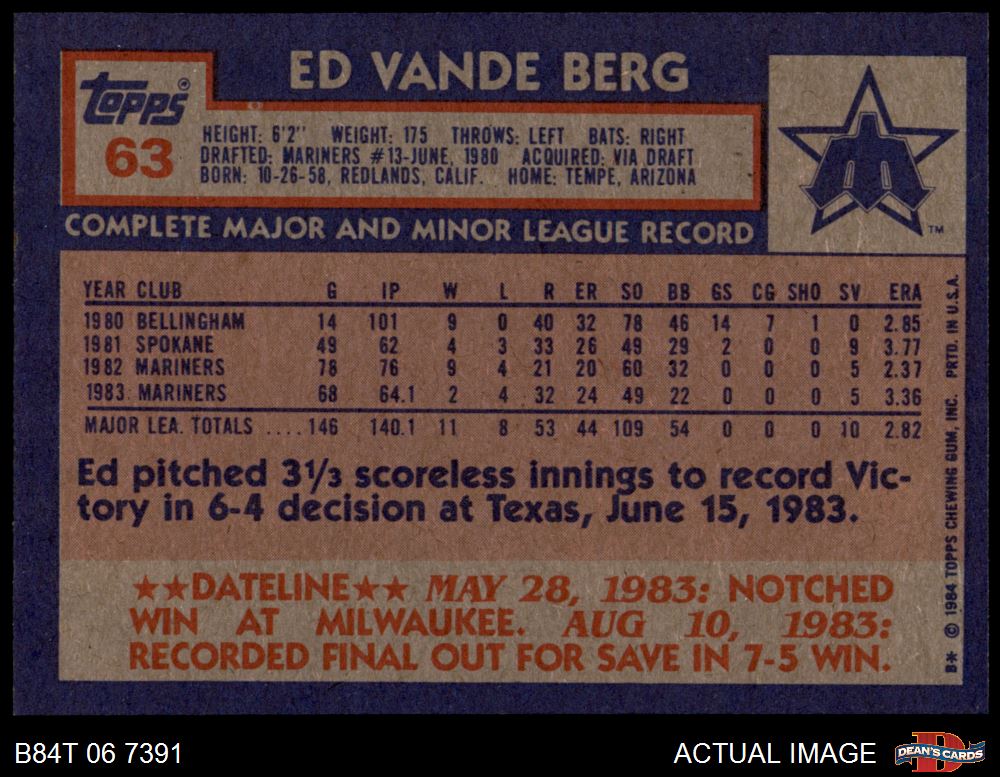 ED VANDE BERG
topps®
63
HEIGHT: 6'2" WEIGHT: 175 THROWS: LEFT BATS: RIGHT
DRAFTED: MARINERS #13-JUNE, 1980 ACQUIRED: VIA DRAFT
BORN: 10-26-58, REDLANDS, CALIF. HOME: TEMPE, ARIZONA
TM
COMPLETE MAJOR AND MINOR LEAGUE RECORD
YEAR CLUB G IP W L R ER SO BB GS CG SHO SV ERA
1980 BELLINGHAM 14 101 9 0 40 32 78 46 14 7 1 0 2.85
1981 SPOKANE 49 62 4 3 33 26 49 29 2 0 0 9 3.77
1982 MARINERS 78 76 9 4 21 20 60 32 0 0 0 5 2.37
1983 MARINERS 68 64.1 2 4 32 24 49 22 0 0 0 5 3.36
MAJOR LEA. TOTALS .... 146 140.1 11 8 53 44 109 54 0 0 0 10 2.82
Ed pitched 3⅓ scoreless innings to record Vic-
tory in 6-4 decision at Texas, June 15, 1983.
★★DATELINE★★ MAY 28, 1983: NOTCHED
WIN AT MILWAUKEE. AUG 10, 1983:
RECORDED FINAL OUT FOR SAVE IN 7-5 WIN.
B* © 1984 TOPPS CHEWING GUM, INC. PRTD. IN U.S.A.
B84T 06 7391
ACTUAL IMAGE
DEAN'S CARDS